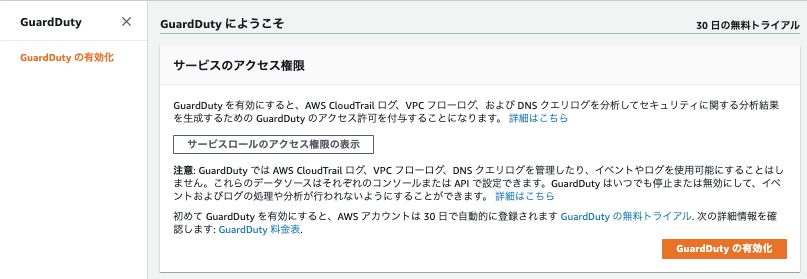 GuardDuty ×
GuardDuty の有効化
GuardDuty にようこそ 30 日の無料トライアル
サービスのアクセス権限
GuardDuty を有効にすると、AWS CloudTrail ログ、VPC フローログ、および DNS クエリログを分析してセキュリティに関する分析結果
を生成するための GuardDuty のアクセス許可を付与することになります。 詳細はこちら
サービスロールのアクセス権限の表示
注意: GuardDuty では AWS CloudTrail ログ、VPC フローログ、DNS クエリログを管理したり、イベントやログを使用可能にすることはし
ません。これらのデータソースはそれぞれのコンソールまたは API で設定できます。GuardDuty はいつでも停止または無効にして、イベ
ントおよびログの処理や分析が行われないようにすることができます。 詳細はこちら
初めて GuardDuty を有効にすると、AWS アカウントは 30 日で自動的に登録されます GuardDuty の無料トライアル. 次の詳細情報を確
認します: GuardDuty 料金表.
GuardDuty の有効化